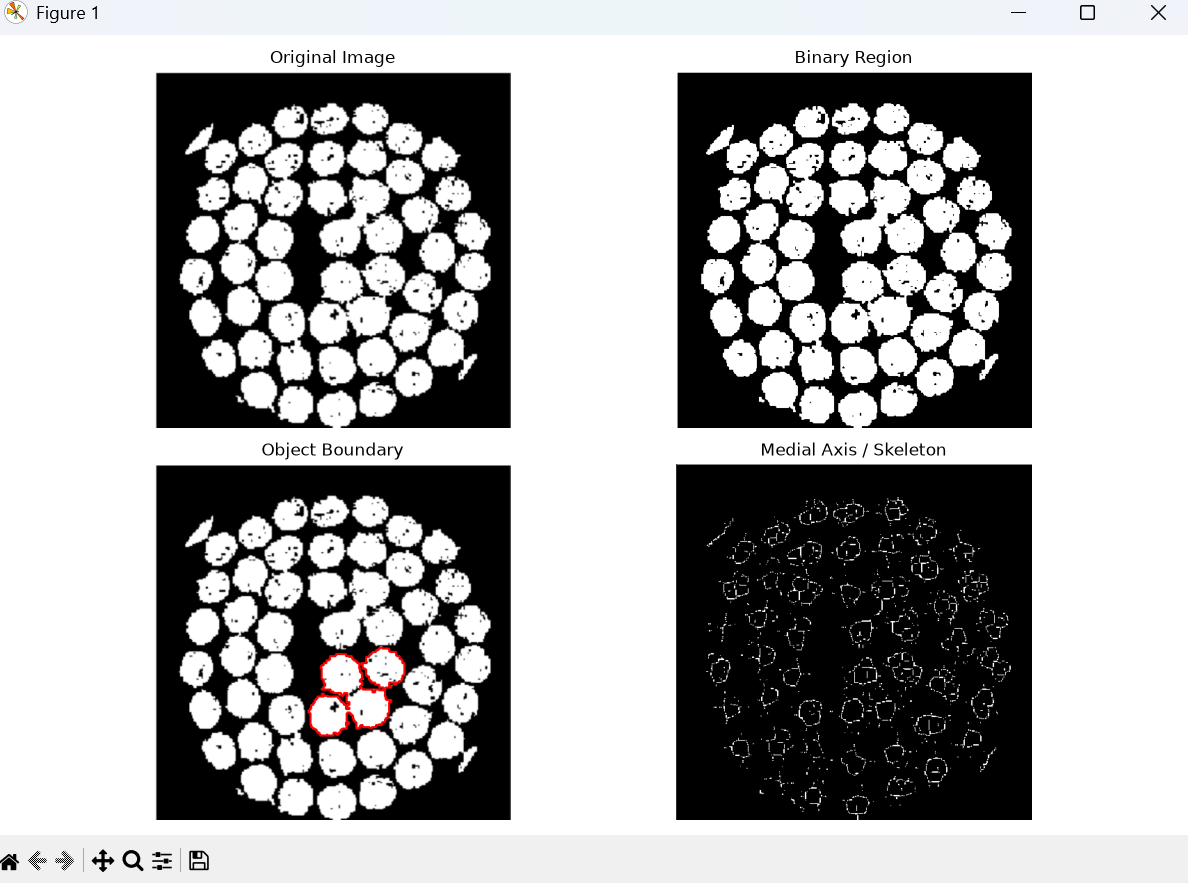 Figure 1
Original Image
Binary Region
Object Boundary
Medial Axis / Skeleton